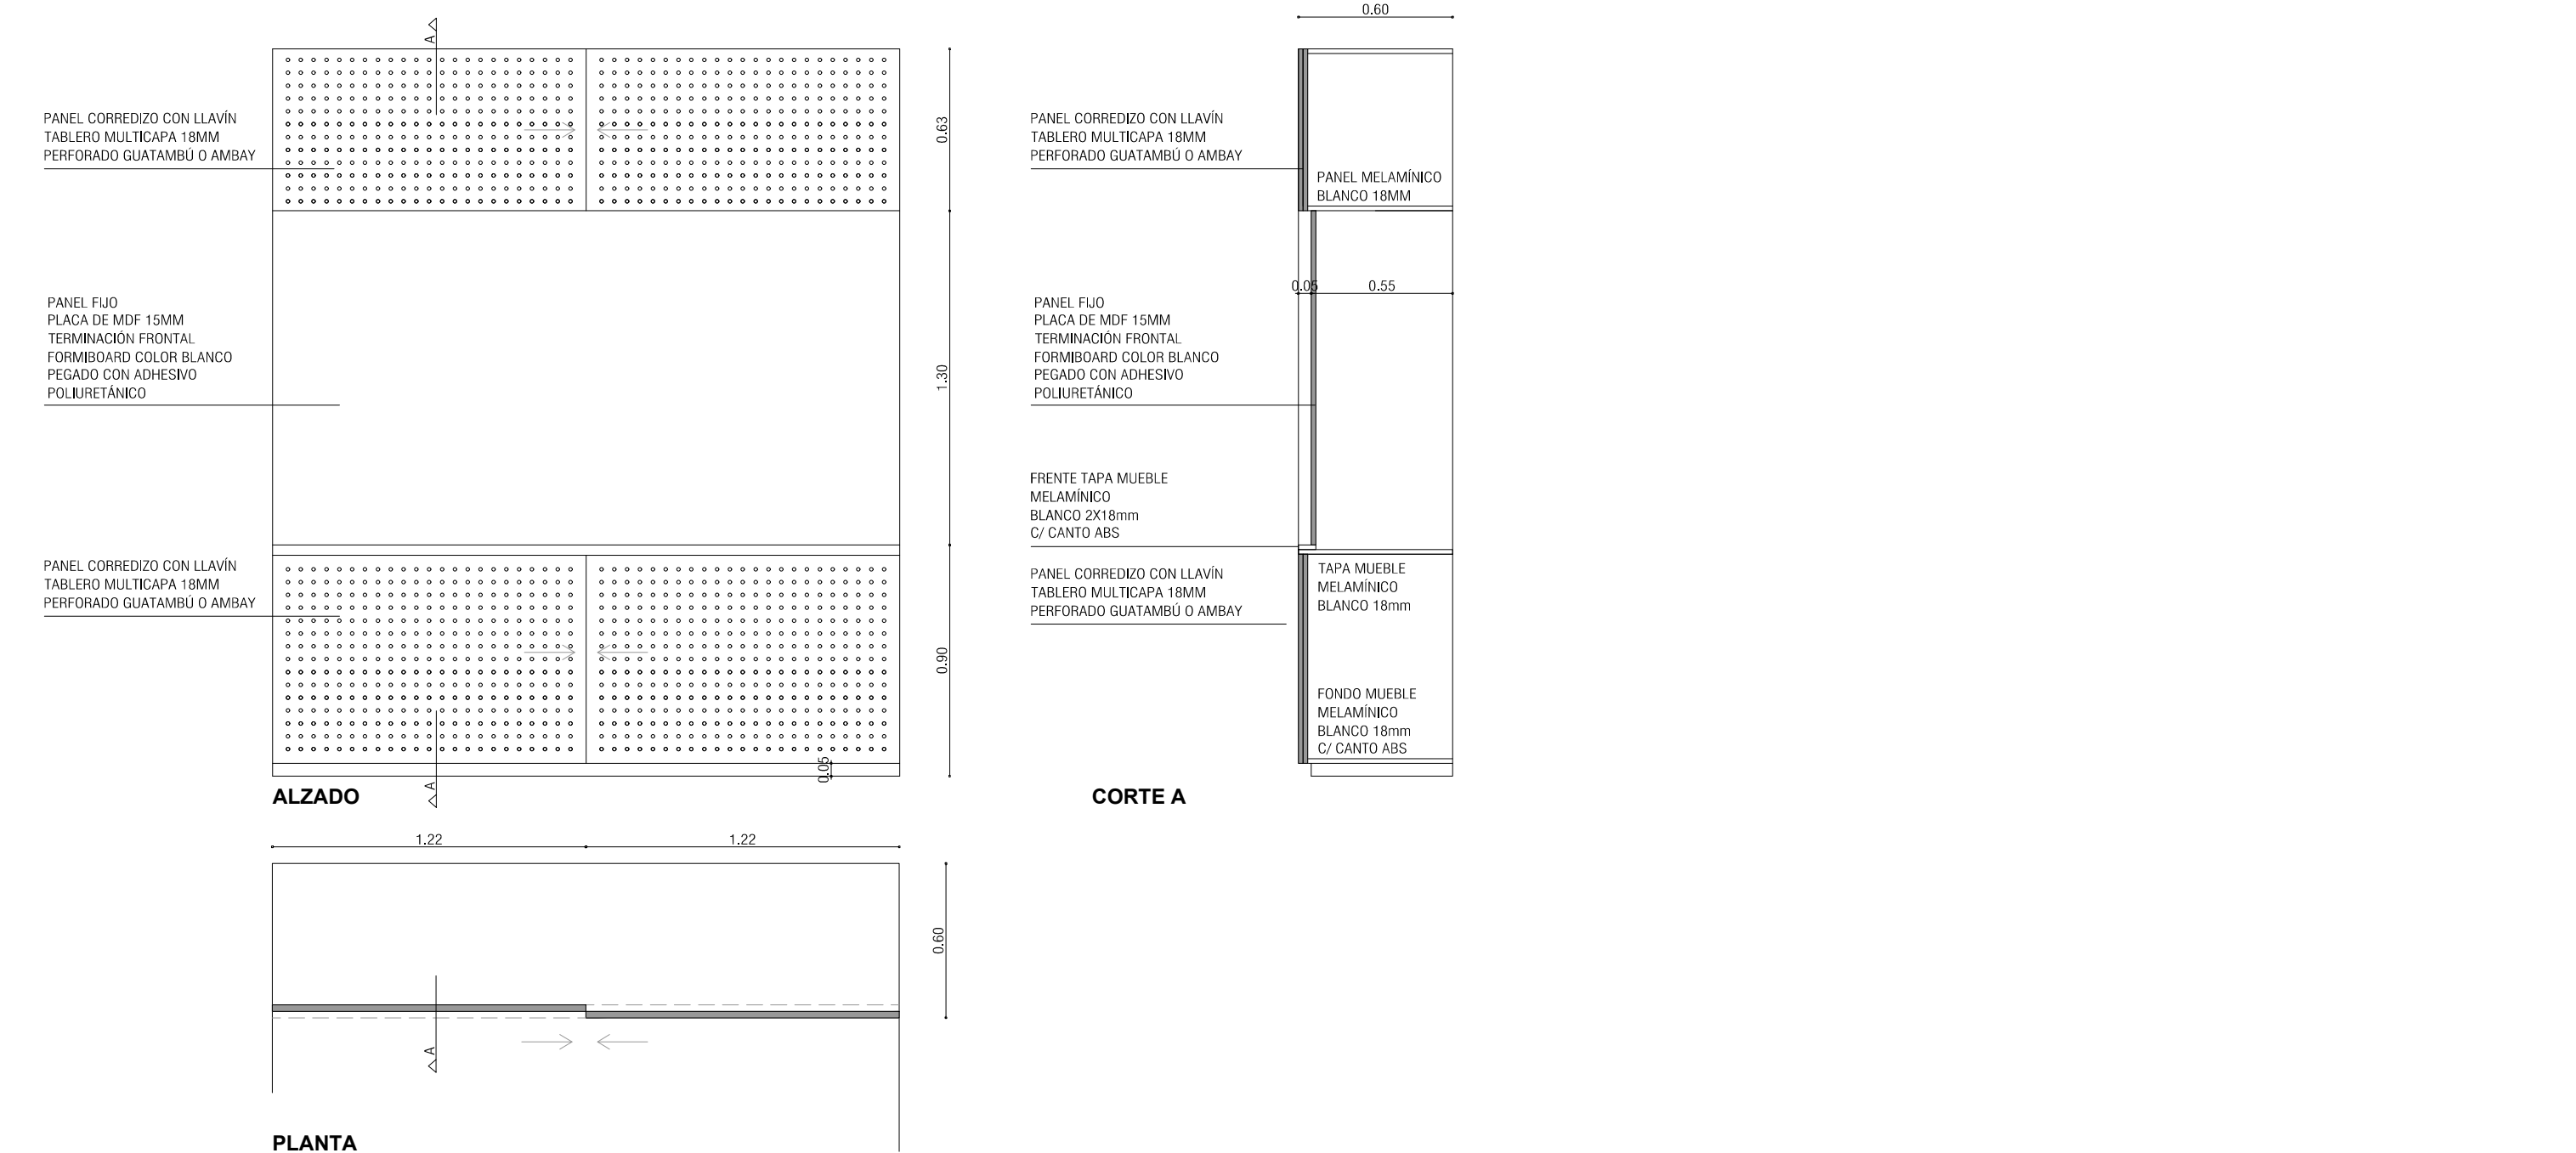 A
PANEL CORREDIZO CON LLAVÍN
TABLERO MULTICAPA 18MM
PERFORADO GUATAMBÚ O AMBAY
PANEL FIJO
PLACA DE MDF 15MM
TERMINACIÓN FRONTAL
FORMIBOARD COLOR BLANCO
PEGADO CON ADHESIVO
POLIURETÁNICO
PANEL CORREDIZO CON LLAVÍN
TABLERO MULTICAPA 18MM
PERFORADO GUATAMBÚ O AMBAY
0.63
1.30
0.90
0.05
A
ALZADO
0.60
PANEL CORREDIZO CON LLAVÍN
TABLERO MULTICAPA 18MM
PERFORADO GUATAMBÚ O AMBAY
PANEL MELAMÍNICO
BLANCO 18MM
0.05
0.55
PANEL FIJO
PLACA DE MDF 15MM
TERMINACIÓN FRONTAL
FORMIBOARD COLOR BLANCO
PEGADO CON ADHESIVO
POLIURETÁNICO
FRENTE TAPA MUEBLE
MELAMÍNICO
BLANCO 2X18mm
C/ CANTO ABS
PANEL CORREDIZO CON LLAVÍN
TABLERO MULTICAPA 18MM
PERFORADO GUATAMBÚ O AMBAY
TAPA MUEBLE
MELAMÍNICO
BLANCO 18mm
FONDO MUEBLE
MELAMÍNICO
BLANCO 18mm
C/ CANTO ABS
CORTE A
1.22
1.22
0.60
A
PLANTA